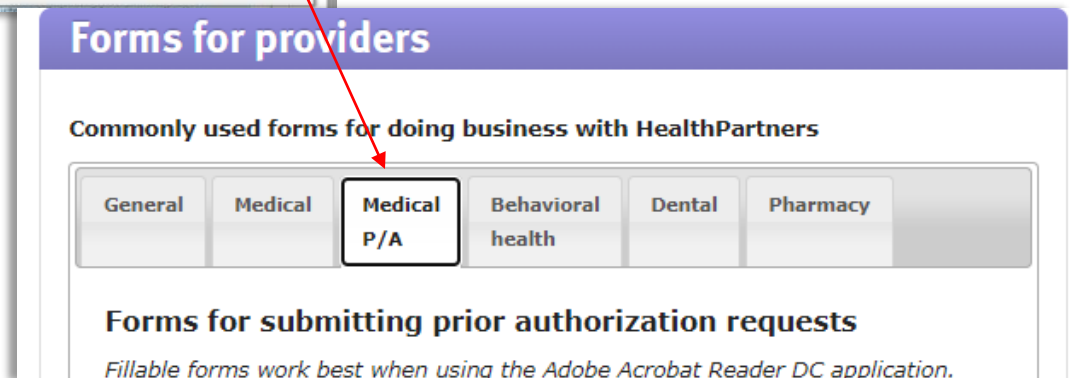 Forms for providers
Commonly used forms for doing business with HealthPartners
General Medical Medical P/A Behavioral health Dental Pharmacy
Forms for submitting prior authorization requests
Fillable forms work best when using the Adobe Acrobat Reader DC application.